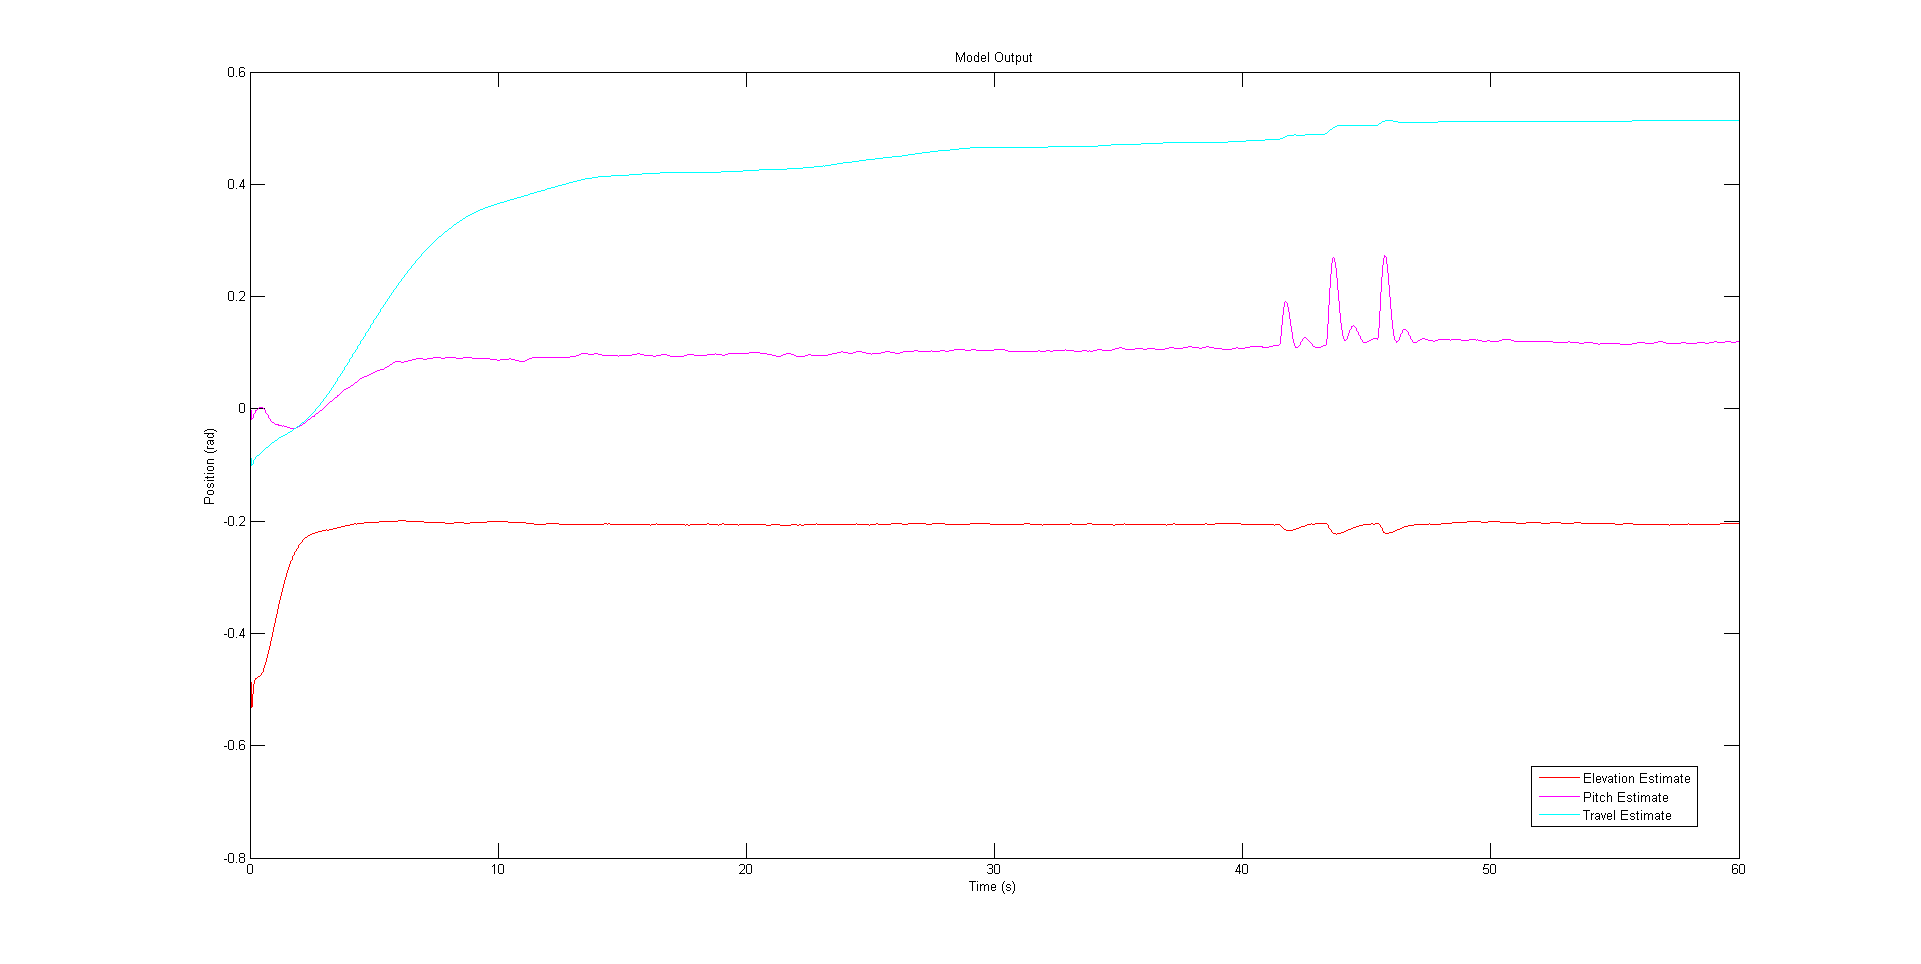 Model Output
0.6
0.4
0.2
0
-0.2
-0.4
-0.6
-0.8
Position (rad)
0 10 20 30 40 50 60
Time (s)
Elevation Estimate
Pitch Estimate
Travel Estimate